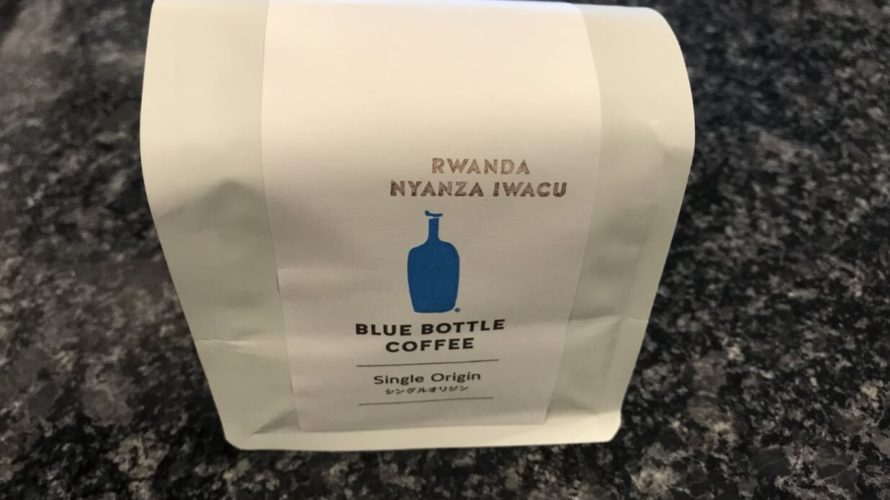 RWANDA
NYANZA IWACU
BLUE BOTTLE
COFFEE
Single Origin
シングルオリジン